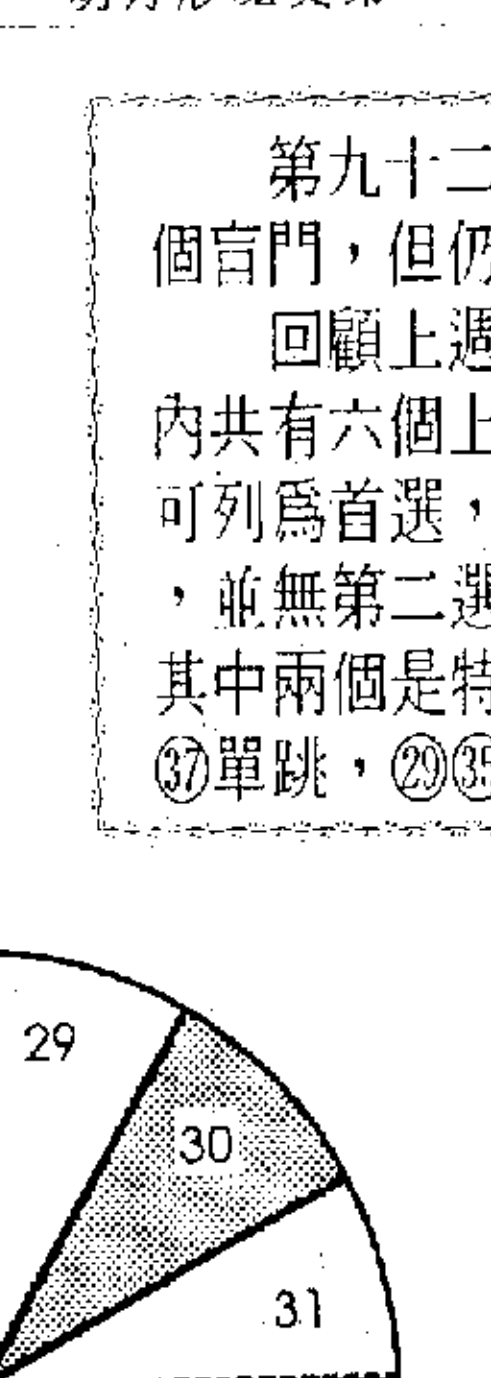 第九十二
個盲門，但仍
回顧上週
內共有六個上
可列爲首選，
，並無第二選
其中兩個是特
㊲單跳，㉙㉟
29
30
31